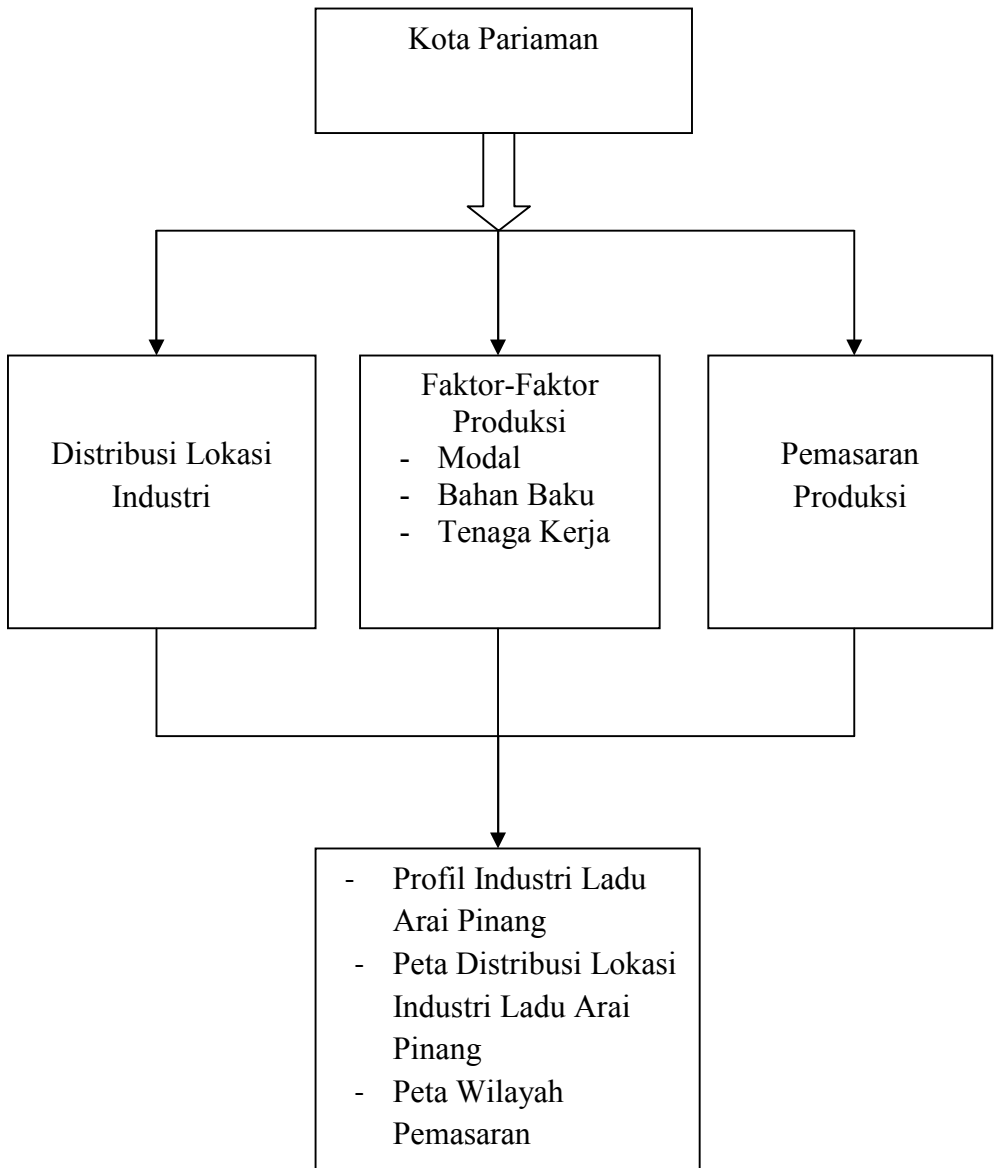 Kota Pariaman
Distribusi Lokasi
Industri
Faktor-Faktor
Produksi
- Modal
- Bahan Baku
- Tenaga Kerja
Pemasaran
Produksi
- Profil Industri Ladu
Arai Pinang
- Peta Distribusi Lokasi
Industri Ladu Arai
Pinang
- Peta Wilayah
Pemasaran